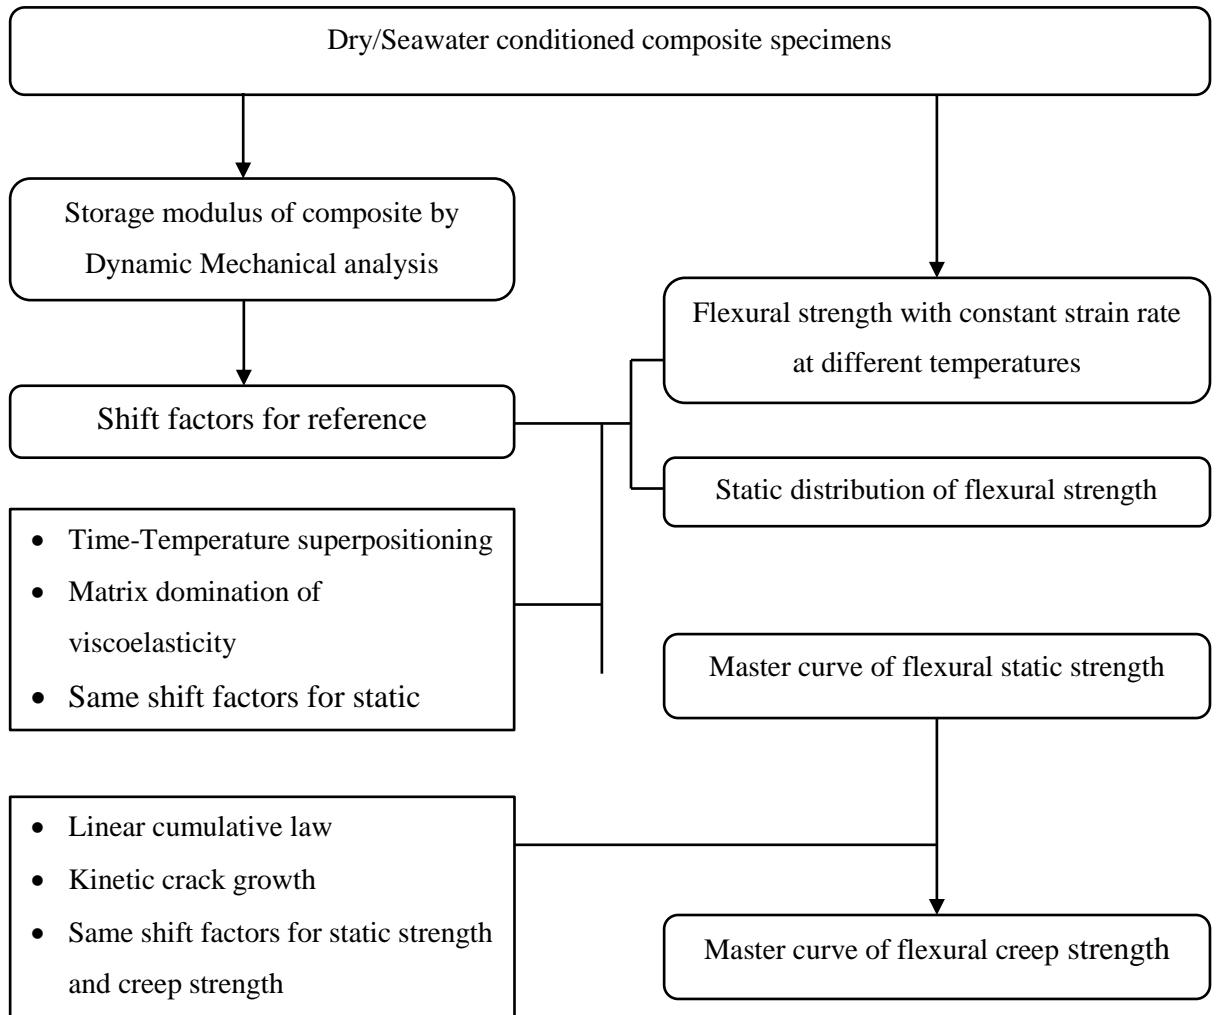 Dry/Seawater conditioned composite specimens
Storage modulus of composite by
Dynamic Mechanical analysis
Flexural strength with constant strain rate
at different temperatures
Shift factors for reference
Static distribution of flexural strength
• Time-Temperature superpositioning
• Matrix domination of
viscoelasticity
• Same shift factors for static
Master curve of flexural static strength
• Linear cumulative law
• Kinetic crack growth
• Same shift factors for static strength
and creep strength
Master curve of flexural creep strength